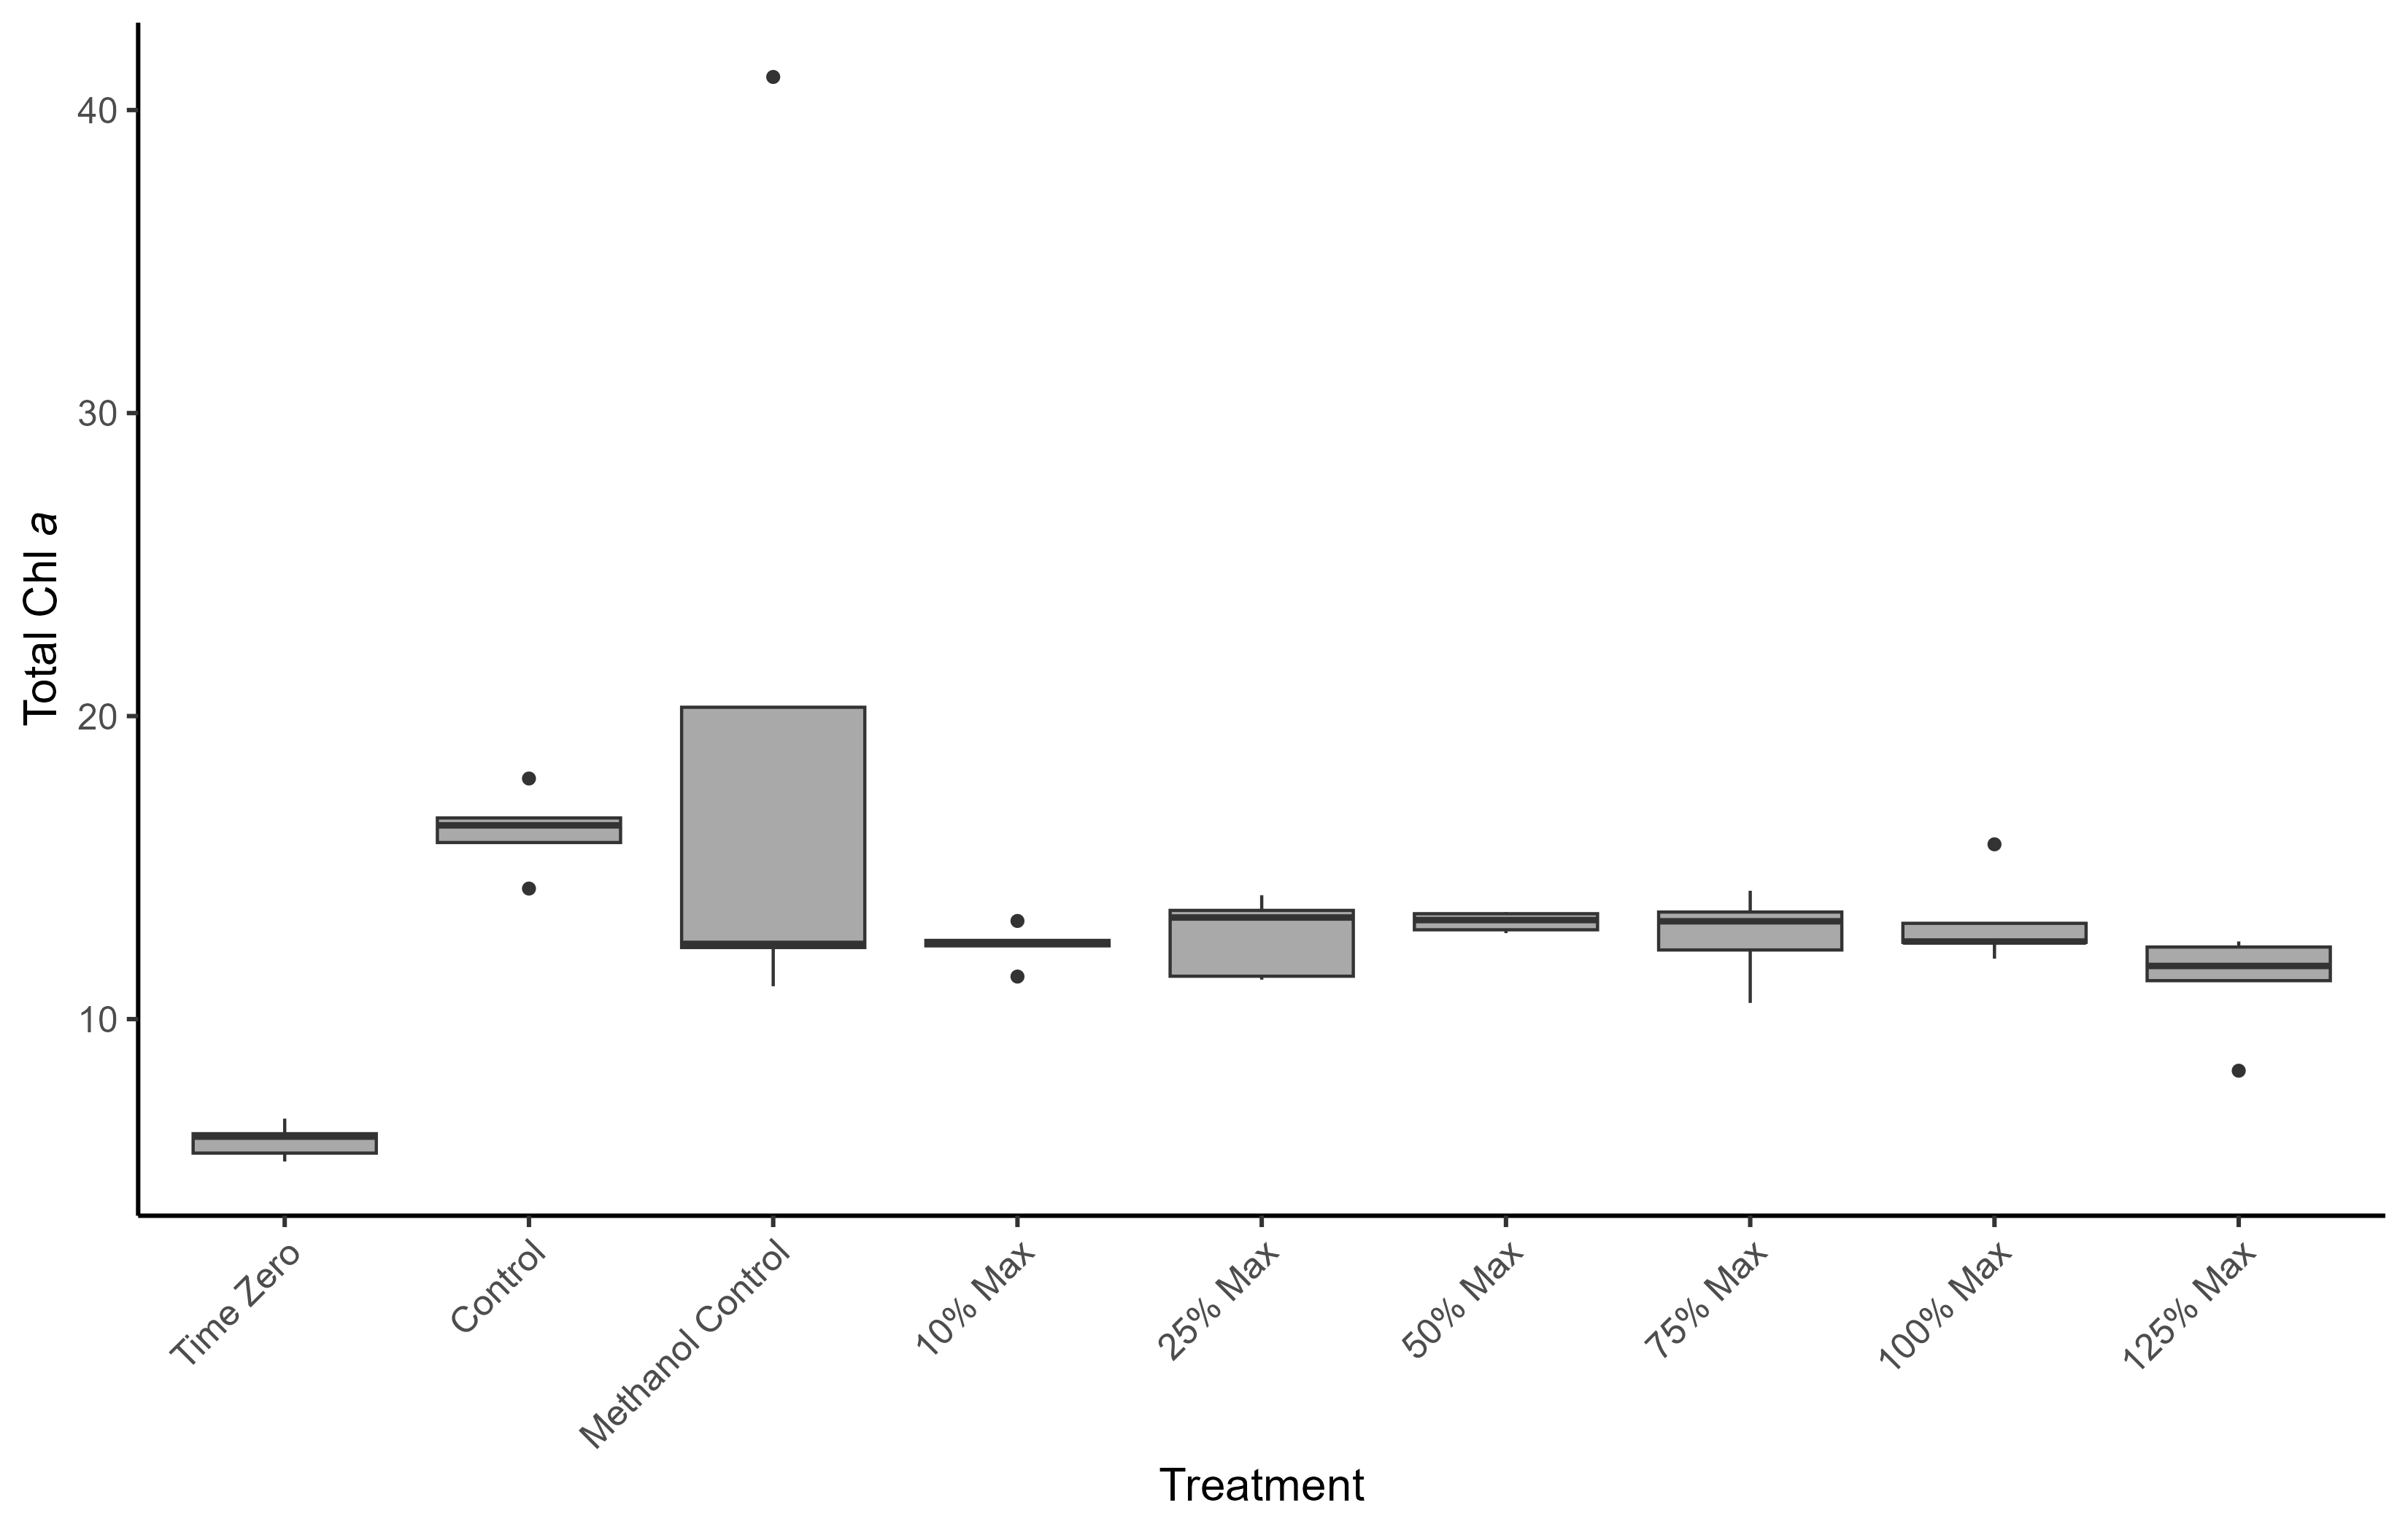 Total Chl a
40
30
20
10
Time Zero
Control
Methanol Control
10% Max
25% Max
50% Max
75% Max
100% Max
125% Max
Treatment